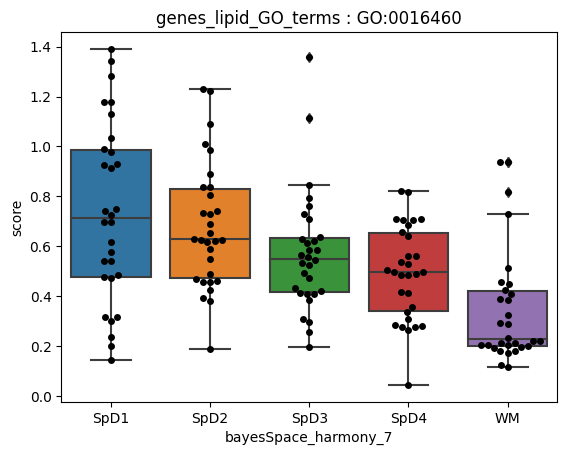 genes_lipid_GO_terms : GO:0016460
score
1.4
1.2
1.0
0.8
0.6
0.4
0.2
0.0
SpD1 SpD2 SpD3 SpD4 WM
bayesSpace_harmony_7